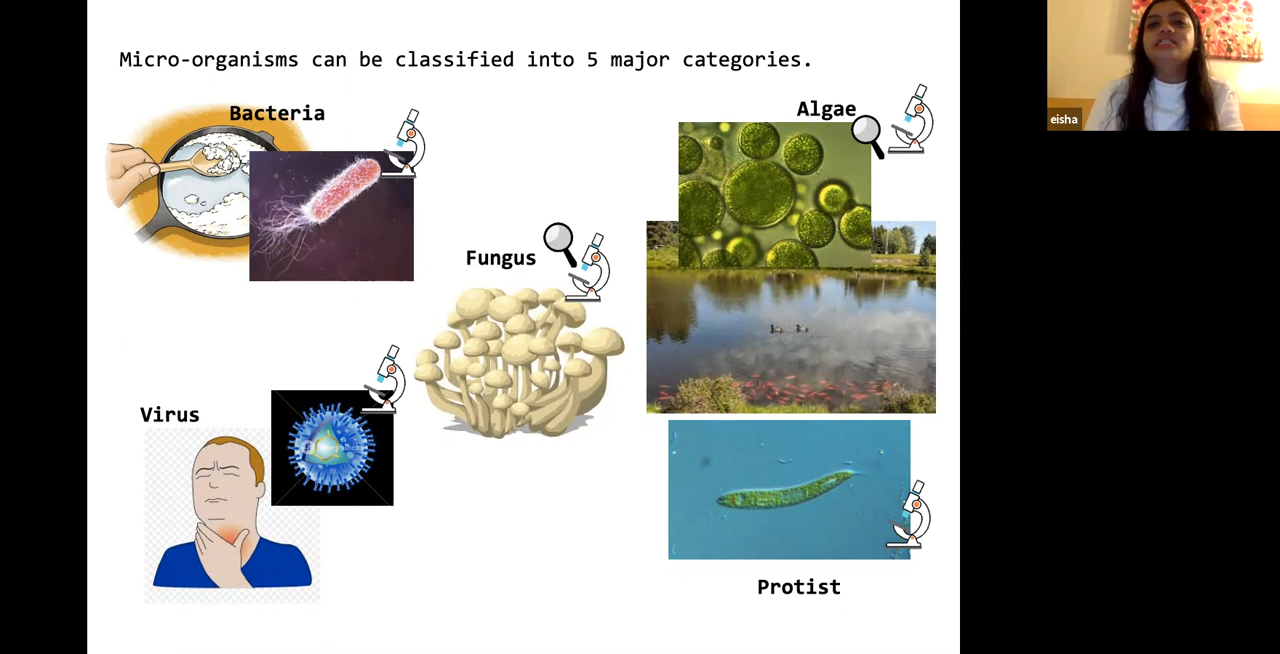 Micro-organisms can be classified into 5 major categories.
Bacteria
Algae
Fungus
Virus
Protist
eisha